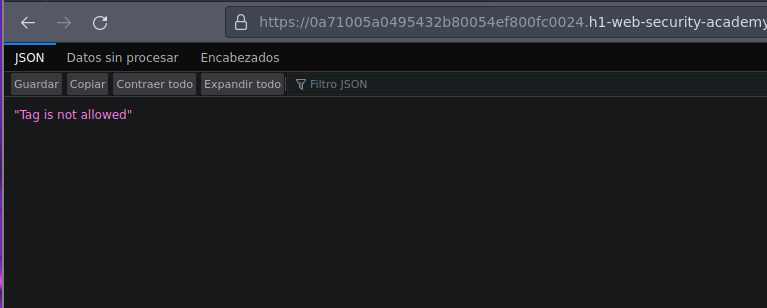 https://0a71005a0495432b80054ef800fc0024.h1-web-security-academy
JSON Datos sin procesar Encabezados
Guardar Copiar Contraer todo Expandir todo Filtro JSON
"Tag is not allowed"